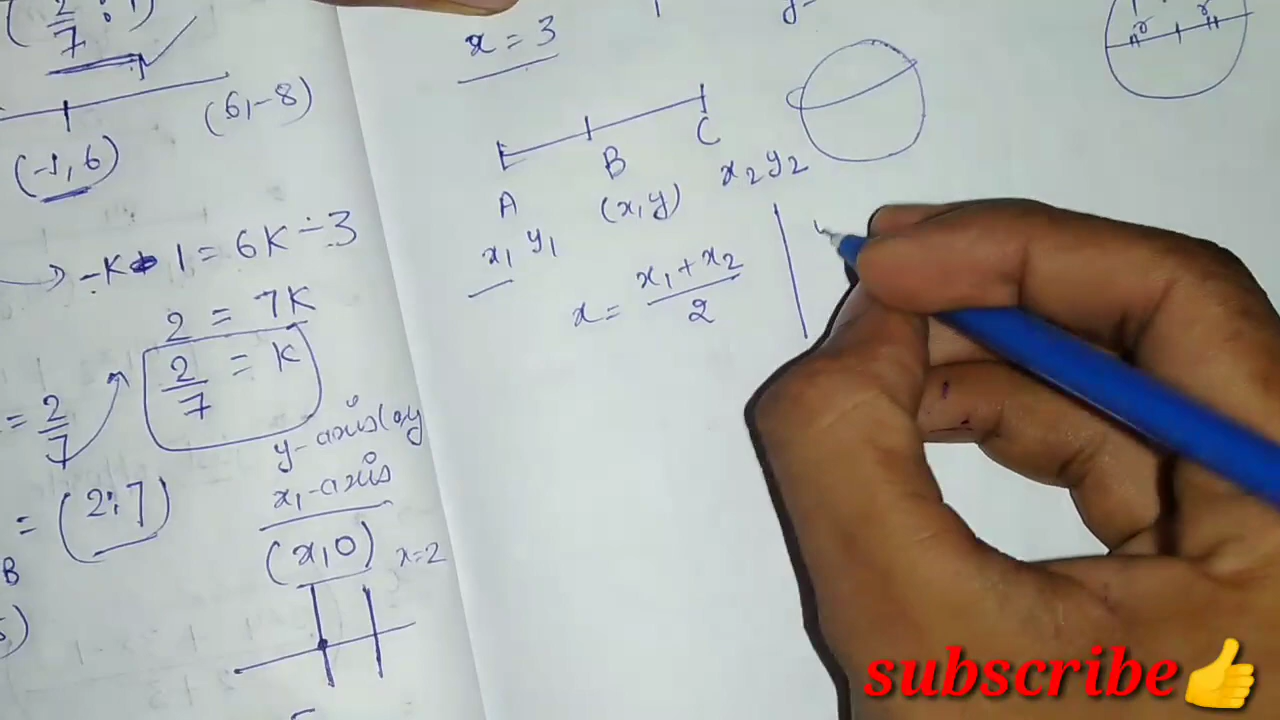 (2/7 : 1)
(6,-8)
(-1,6)
-K 1 = 6K - 3
2 = 7K
2/7 = K
= 2/7
= (2:7)
B
y-axis
x,-axis
(x,0) x=2
x = 3
A B C
(x,y) x2 y2
x1 y1
x = x1 + x2 / 2
subscribe